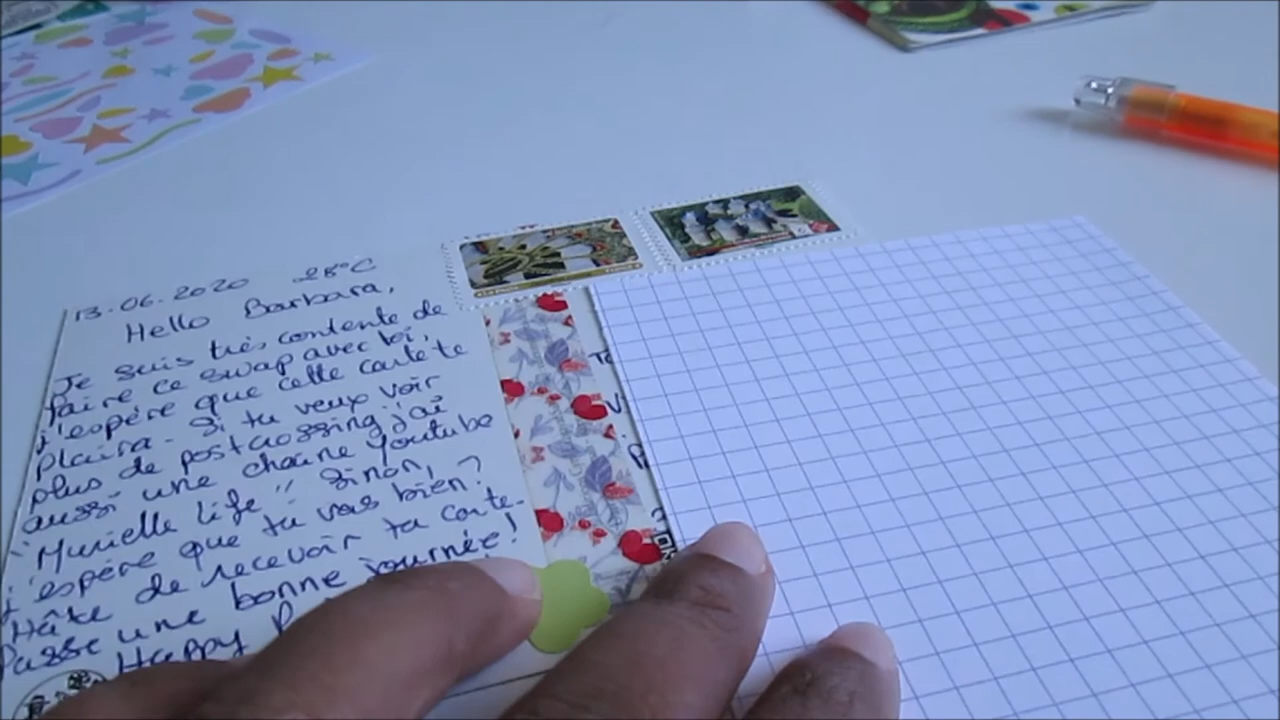 13.06.2020 28°C
Hello Barbara,
Je suis très contente de
faire ce swap avec toi,
j'espère que cette carte te
plaira. Si tu veux voir
plus de postcrossing j'ai
aussi une chaîne Youtube
"Murielle Life". Sinon,
j'espère que tu vas bien?
Hâte de recevoir ta carte.
Passe une bonne journée!
Happy